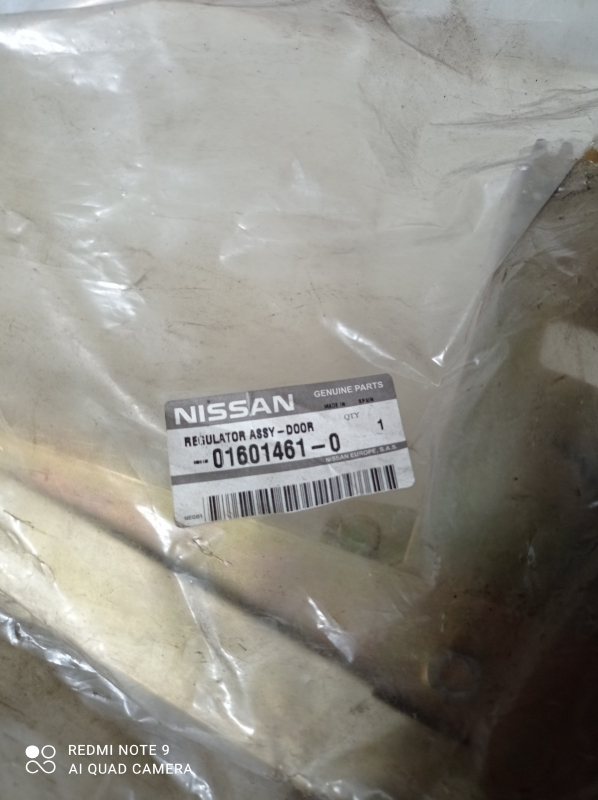 NISSAN GENUINE PARTS
MADE IN SPAIN
REGULATOR ASSY-DOOR QTY 1
01601461-0
NISSAN EUROPE, S.A.S.
REDMI NOTE 9
AI QUAD CAMERA